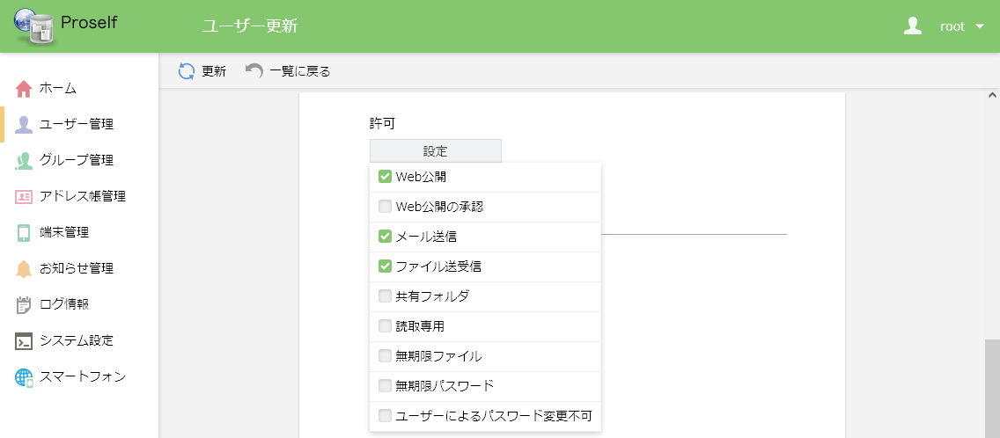 Proself
ユーザー更新
root
更新
一覧に戻る
ホーム
ユーザー管理
グループ管理
アドレス帳管理
端末管理
お知らせ管理
ログ情報
システム設定
スマートフォン
許可
設定
Web公開
Web公開の承認
メール送信
ファイル送受信
共有フォルダ
読取専用
無期限ファイル
無期限パスワード
ユーザーによるパスワード変更不可